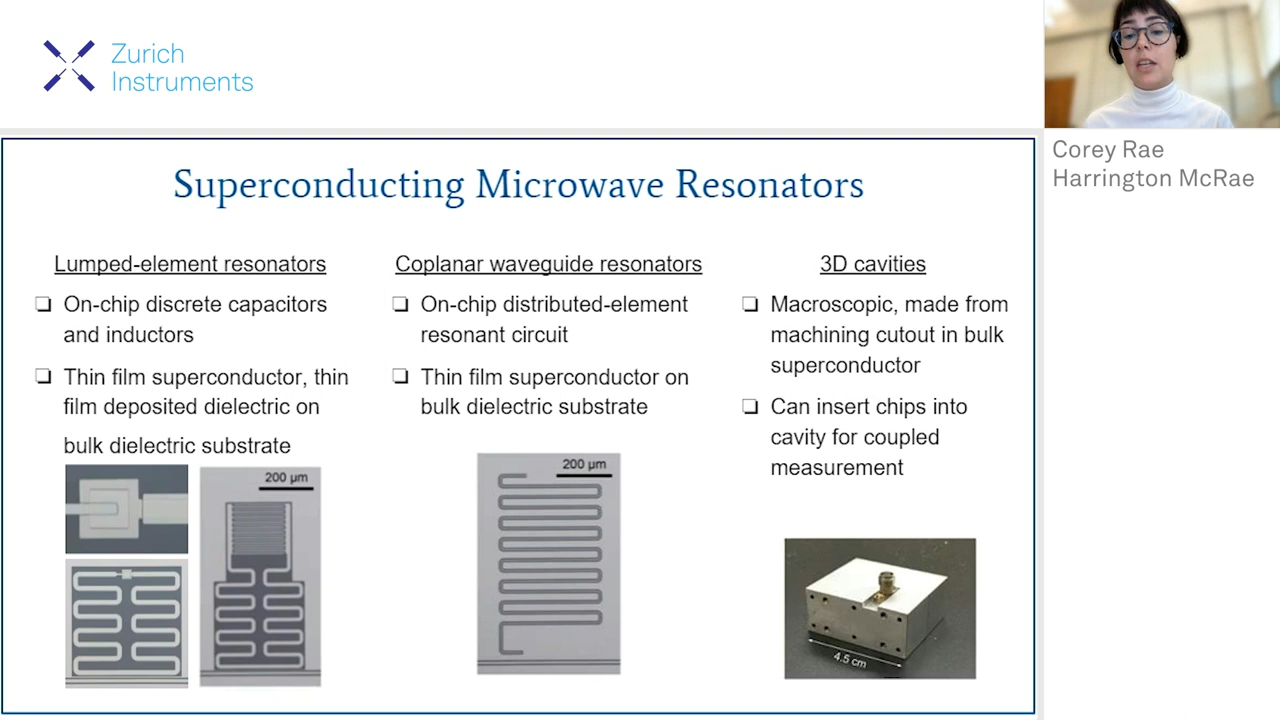 Zurich
Instruments
Corey Rae
Harrington McRae
Superconducting Microwave Resonators
Lumped-element resonators
❏ On-chip discrete capacitors
and inductors
❏ Thin film superconductor, thin
film deposited dielectric on
bulk dielectric substrate
200 µm
Coplanar waveguide resonators
❏ On-chip distributed-element
resonant circuit
❏ Thin film superconductor on
bulk dielectric substrate
200 µm
3D cavities
❏ Macroscopic, made from
machining cutout in bulk
superconductor
❏ Can insert chips into
cavity for coupled
measurement
4.5 cm